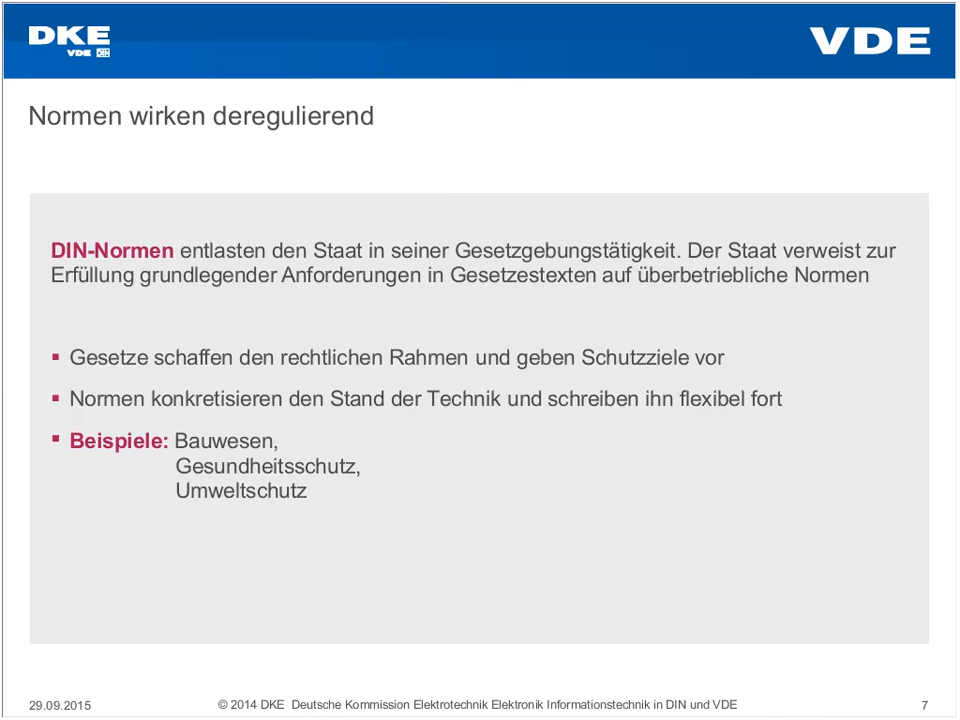 DKE
VDE DIN
VDE
Normen wirken deregulierend
DIN-Normen entlasten den Staat in seiner Gesetzgebungstätigkeit. Der Staat verweist zur
Erfüllung grundlegender Anforderungen in Gesetzestexten auf überbetriebliche Normen
▪ Gesetze schaffen den rechtlichen Rahmen und geben Schutzziele vor
▪ Normen konkretisieren den Stand der Technik und schreiben ihn flexibel fort
▪ Beispiele: Bauwesen,
Gesundheitsschutz,
Umweltschutz
29.09.2015
© 2014 DKE Deutsche Kommission Elektrotechnik Elektronik Informationstechnik in DIN und VDE
7